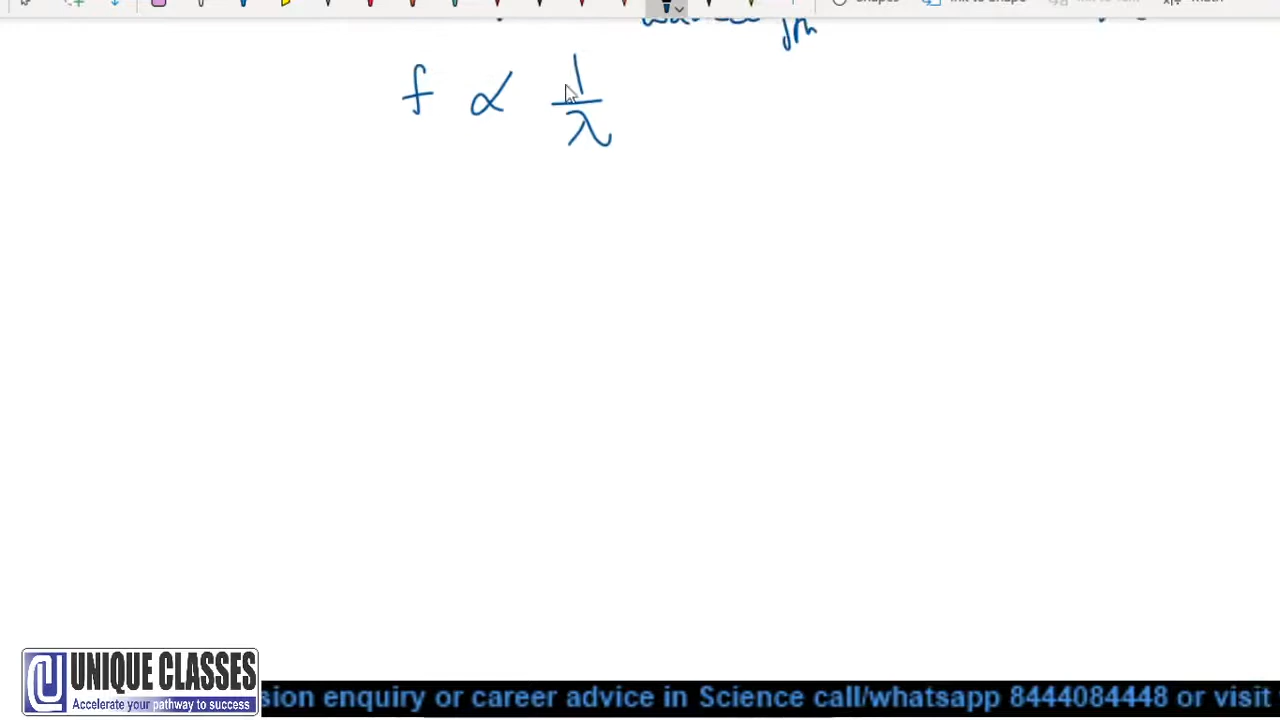 f ∝ 1/λ
UNIQUE CLASSES
Accelerate your pathway to success
sion enquiry or career advice in Science call/whatsapp 8444084448 or visit